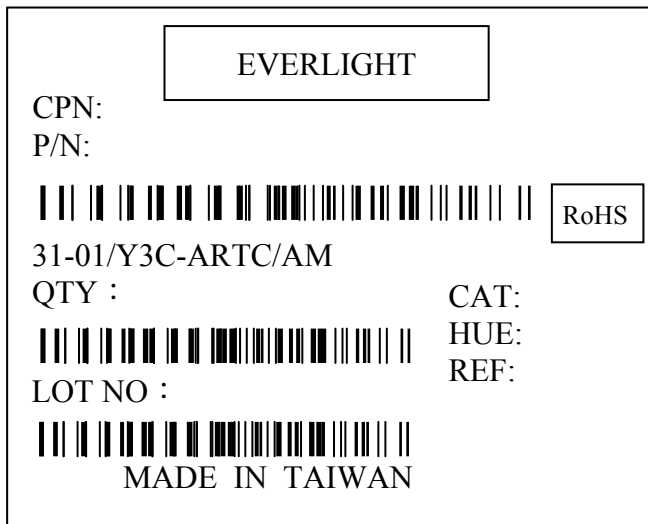 EVERLIGHT
CPN:
P/N:
RoHS
31-01/Y3C-ARTC/AM
QTY：
CAT:
HUE:
REF:
LOT NO：
MADE IN TAIWAN